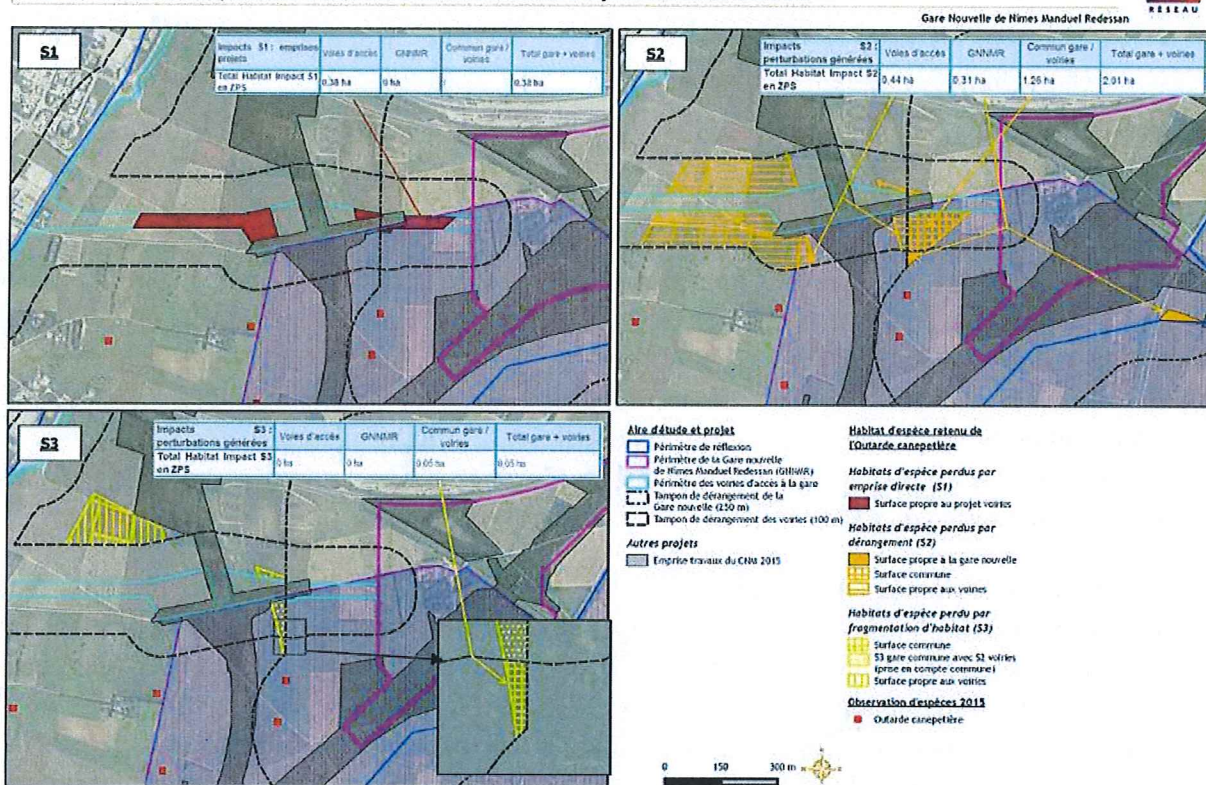 RÉSEAU
Gare Nouvelle de Nîmes Manduel Redessan
S1
Impacts S1 : emprises projets
Voies d'accès
GNNMR
Commun gare / voiries
Total gare + voiries
Total Habitat Impact S1 en ZPS
0.38 ha
0 ha
0.38 ha
S2
Impacts S2 : perturbations générées
Voies d'accès
GNNMR
Commun gare / voiries
Total gare + voiries
Total Habitat Impact S2 en ZPS
0.44 ha
0.31 ha
1.26 ha
2.01 ha
S3
Impacts S3 : perturbations générées
Voies d'accès
GNNMR
Commun gare / voiries
Total gare + voiries
Total Habitat Impact S3 en ZPS
0 ha
0 ha
0.05 ha
0.05 ha
Aire d'étude et projet
Périmètre de réflexion
Périmètre de la Gare nouvelle
de Nîmes Manduel Redessan (GNNMR)
Périmètre des voiries d'accès à la gare
Tampon de dérangement de la
Gare nouvelle (250 m)
Tampon de dérangement des voiries (100 m)
Autres projets
Emprise travaux du CNM 2015
Habitat d'espèce retenu de
l'Outarde canepetière
Habitats d'espèce perdus par
emprise directe (S1)
Surface propre au projet voiries
Habitats d'espèce perdus par
dérangement (S2)
Surface propre à la gare nouvelle
Surface commune
Surface propre aux voiries
Habitats d'espèce perdu par
fragmentation d'habitat (S3)
Surface commune
S3 gare commune avec S2 voiries
(prise en compte commune)
Surface propre aux voiries
Observation d'espèces 2015
Outarde canepetière
0 150 300 m